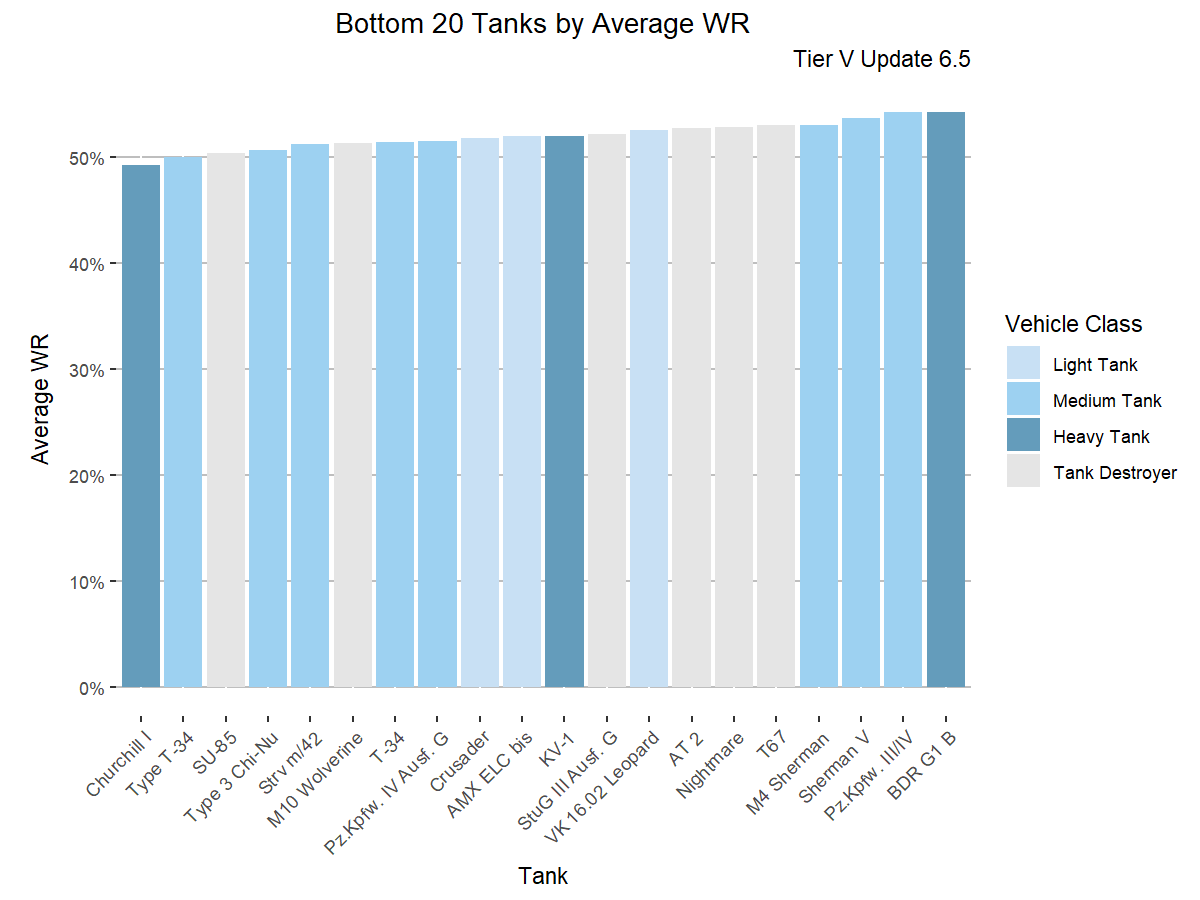 Bottom 20 Tanks by Average WR
Tier V Update 6.5
Average WR
50%
40%
30%
20%
10%
0%
Churchill I
Type T-34
SU-85
Type 3 Chi-Nu
Strv m/42
M10 Wolverine
T-34
Pz.Kpfw. IV Ausf. G
Crusader
AMX ELC bis
KV-1
StuG III Ausf. G
VK 16.02 Leopard
AT 2
Nightmare
T67
M4 Sherman
Sherman V
Pz.Kpfw. III/IV
BDR G1 B
Tank
Vehicle Class
Light Tank
Medium Tank
Heavy Tank
Tank Destroyer